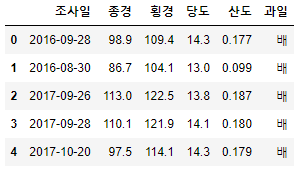 조사일 종경 횡경 당도 산도 과일
0 2016-09-28 98.9 109.4 14.3 0.177 배
1 2016-08-30 86.7 104.1 13.0 0.099 배
2 2017-09-26 113.0 122.5 13.8 0.187 배
3 2017-09-28 110.1 121.9 14.1 0.180 배
4 2017-10-20 97.5 114.1 14.3 0.179 배